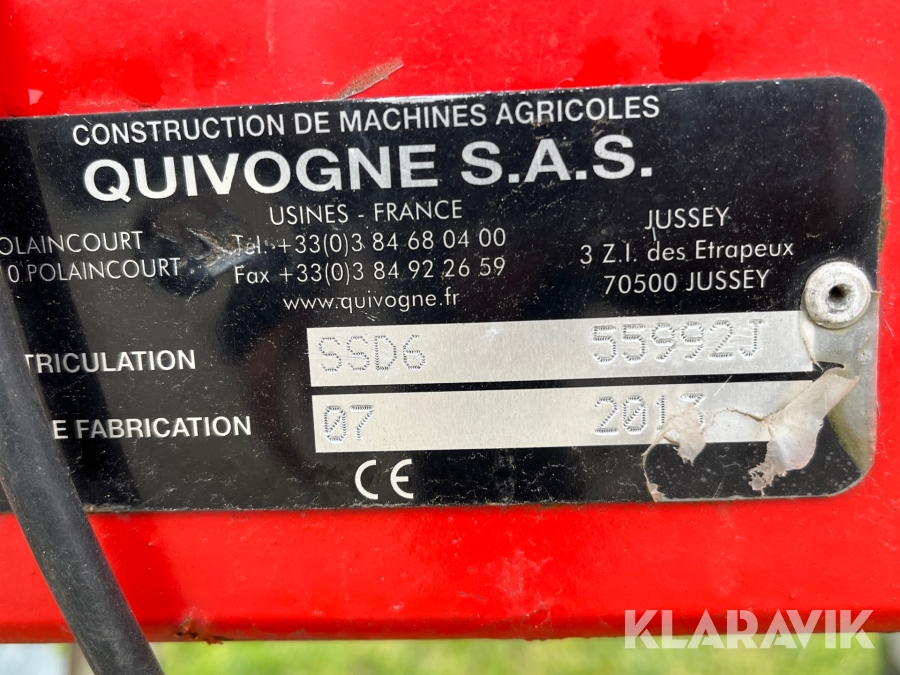 CONSTRUCTION DE MACHINES AGRICOLES
QUIVOGNE S.A.S.
USINES - FRANCE
OLAINCOURT
0 POLAINCOURT
Tél. +33(0)3 84 68 04 00
Fax +33(0)3 84 92 26 59
www.quivogne.fr
JUSSEY
3 Z.I. des Etrapeux
70500 JUSSEY
TRICULATION SSD6 55992J
E FABRICATION 07 2013
CE
KLARAVIK